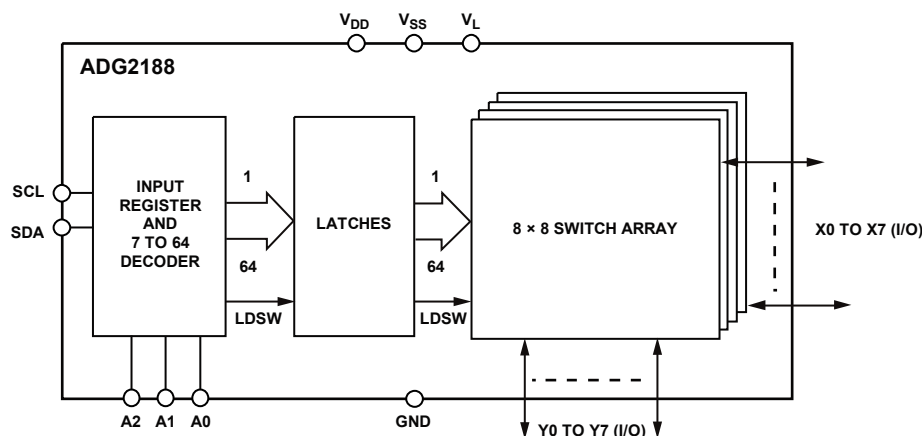 VDD VSS VL
ADG2188
SCL
SDA
INPUT
REGISTER
AND
7 TO 64
DECODER
1
64
LDSW
LATCHES
1
64
LDSW
8 × 8 SWITCH ARRAY
X0 TO X7 (I/O)
A2 A1 A0
GND
Y0 TO Y7 (I/O)